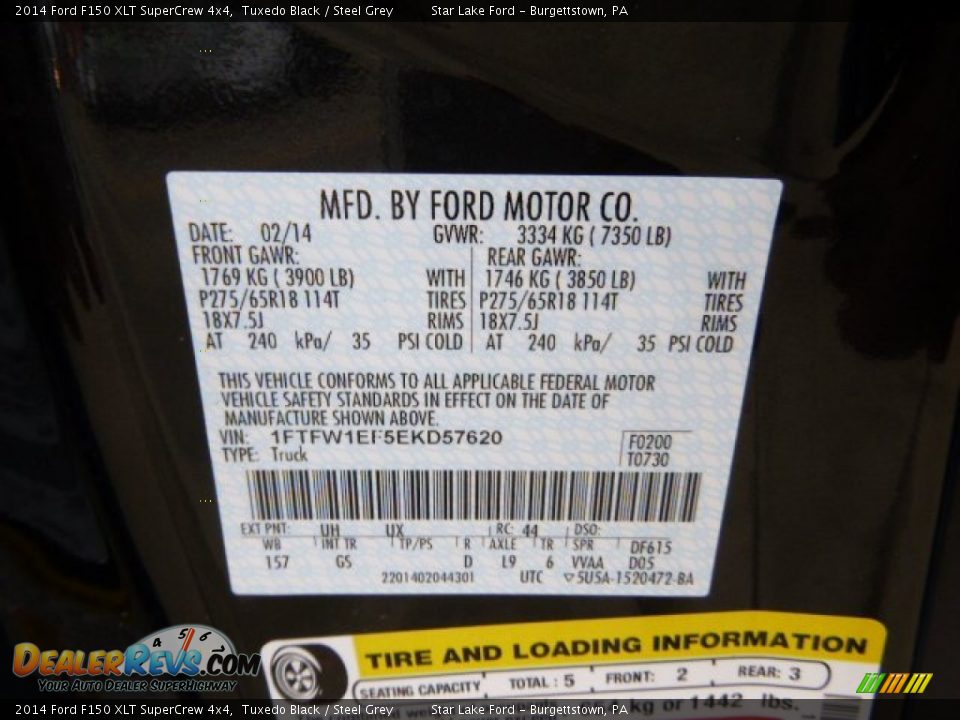 2014 Ford F150 XLT SuperCrew 4x4, Tuxedo Black / Steel Grey Star Lake Ford - Burgettstown, PA
MFD. BY FORD MOTOR CO.
DATE: 02/14 GVWR: 3334 KG ( 7350 LB)
FRONT GAWR: REAR GAWR:
1769 KG ( 3900 LB) WITH 1746 KG ( 3850 LB) WITH
P275/65R18 114T TIRES P275/65R18 114T TIRES
18X7.5J RIMS 18X7.5J RIMS
AT 240 kPa/ 35 PSI COLD AT 240 kPa/ 35 PSI COLD
THIS VEHICLE CONFORMS TO ALL APPLICABLE FEDERAL MOTOR
VEHICLE SAFETY STANDARDS IN EFFECT ON THE DATE OF
MANUFACTURE SHOWN ABOVE.
VIN: 1FTFW1EF5EKD57620 F0200
TYPE: Truck T0730
EXT PNT: UH UX RC: 44 DSO:
WB INT TR TP/PS R AXLE TR SPR DF615
157 GS D L9 6 VVAA D05
2201402044301 UTC ▽5U5A-1520472-BA
TIRE AND LOADING INFORMATION
SEATING CAPACITY TOTAL : 5 FRONT: 2 REAR: 3
kg or 1442 lbs.
DEALERREVS.COM
YOUR AUTO DEALER SUPERHIGHWAY
2014 Ford F150 XLT SuperCrew 4x4, Tuxedo Black / Steel Grey Star Lake Ford - Burgettstown, PA